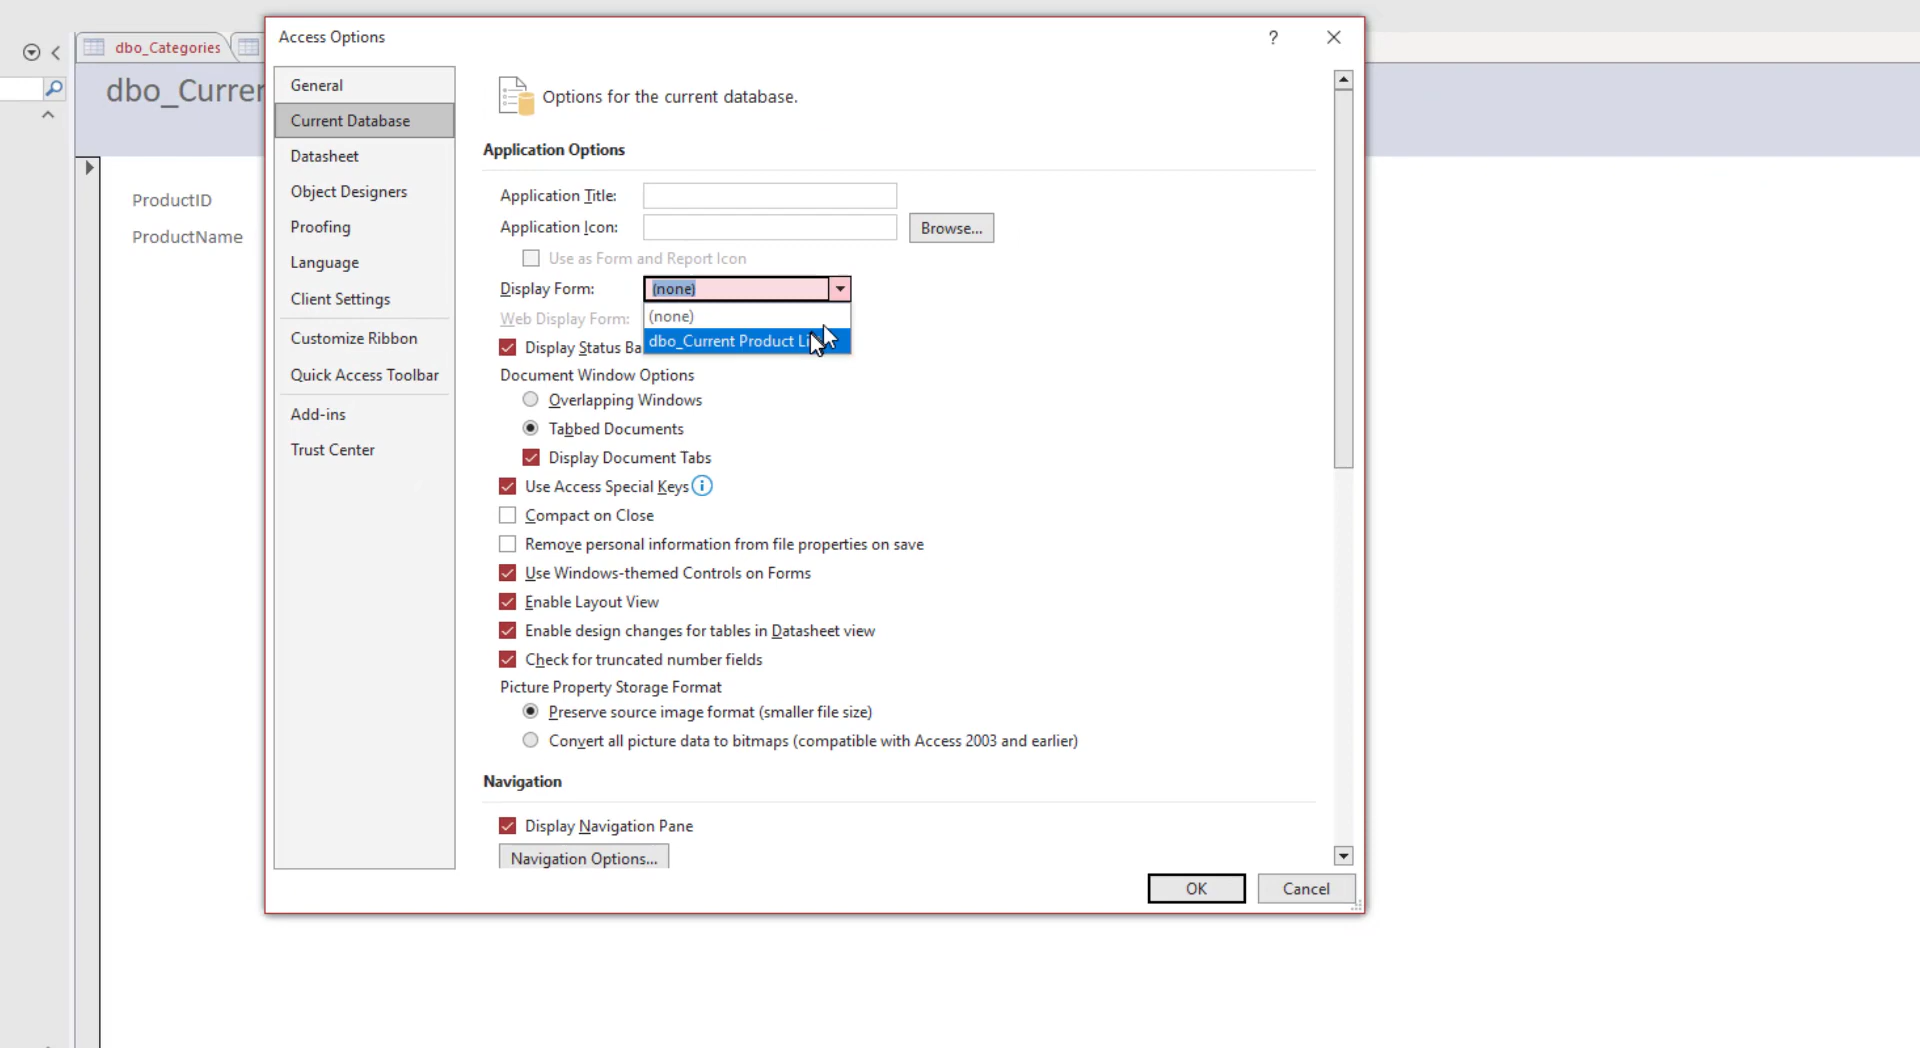 Access Options
?
dbo_Categories
dbo_Curren
ProductID
ProductName
General
Current Database
Datasheet
Object Designers
Proofing
Language
Client Settings
Customize Ribbon
Quick Access Toolbar
Add-ins
Trust Center
Options for the current database.
Application Options
Application Title:
Application Icon:
Browse...
Use as Form and Report Icon
Display Form:
(none)
(none)
Web Display Form:
dbo_Current Product
Display Status Ba
Document Window Options
Overlapping Windows
Tabbed Documents
Display Document Tabs
Use Access Special Keys
Compact on Close
Remove personal information from file properties on save
Use Windows-themed Controls on Forms
Enable Layout View
Enable design changes for tables in Datasheet view
Check for truncated number fields
Picture Property Storage Format
Preserve source image format (smaller file size)
Convert all picture data to bitmaps (compatible with Access 2003 and earlier)
Navigation
Display Navigation Pane
Navigation Options...
OK
Cancel